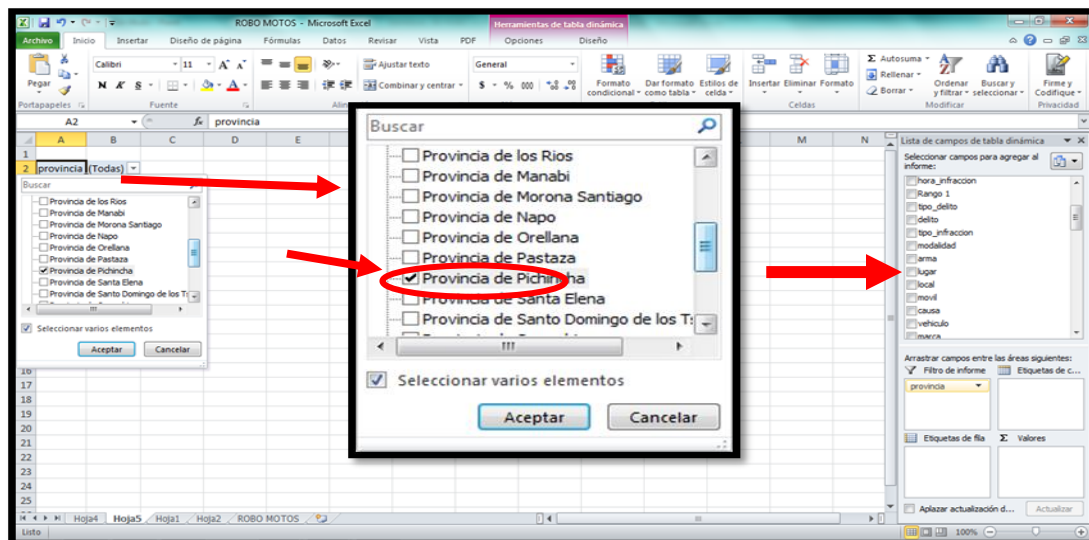 ROBO MOTOS - Microsoft Excel
Herramientas de tabla dinámica
Archivo Inicio Insertar Diseño de página Fórmulas Datos Revisar Vista PDF Opciones Diseño
Pegar
Calibri 11
N K S
Ajustar texto
Combinar y centrar
General
$ % 000
Formato condicional
Dar formato como tabla
Estilos de celda
Insertar Eliminar Formato
Σ Autosuma
Rellenar
Borrar
Ordenar y filtrar
Buscar y seleccionar
Firme y Codifique
Portapapeles Fuente Celdas Modificar Privacidad
A2 fx provincia
A B C D E M N
1
2 provincia (Todas)
Buscar
Provincia de los Rios
Provincia de Manabi
Provincia de Morona Santiago
Provincia de Napo
Provincia de Orellana
Provincia de Pastaza
Provincia de Pichincha
Provincia de Santa Elena
Provincia de Santo Domingo de los T
Seleccionar varios elementos
Aceptar Cancelar
16
17
18
19
20
21
22
23
24
25
Buscar
Provincia de los Rios
Provincia de Manabi
Provincia de Morona Santiago
Provincia de Napo
Provincia de Orellana
Provincia de Pastaza
Provincia de Pichincha
Provincia de Santa Elena
Provincia de Santo Domingo de los Ts
Seleccionar varios elementos
Aceptar Cancelar
Lista de campos de tabla dinámica
Seleccionar campos para agregar al
informe:
hora_infraccion
Rango 1
tipo_delito
delito
tipo_infraccion
modalidad
arma
lugar
local
movil
causa
vehiculo
marca
Arrastrar campos entre las áreas siguientes:
Filtro de informe Etiquetas de c...
provincia
Etiquetas de fila Σ Valores
Aplazar actualización d... Actualizar
Hoja4 Hoja5 Hoja1 Hoja2 ROBO MOTOS
Listo 100%